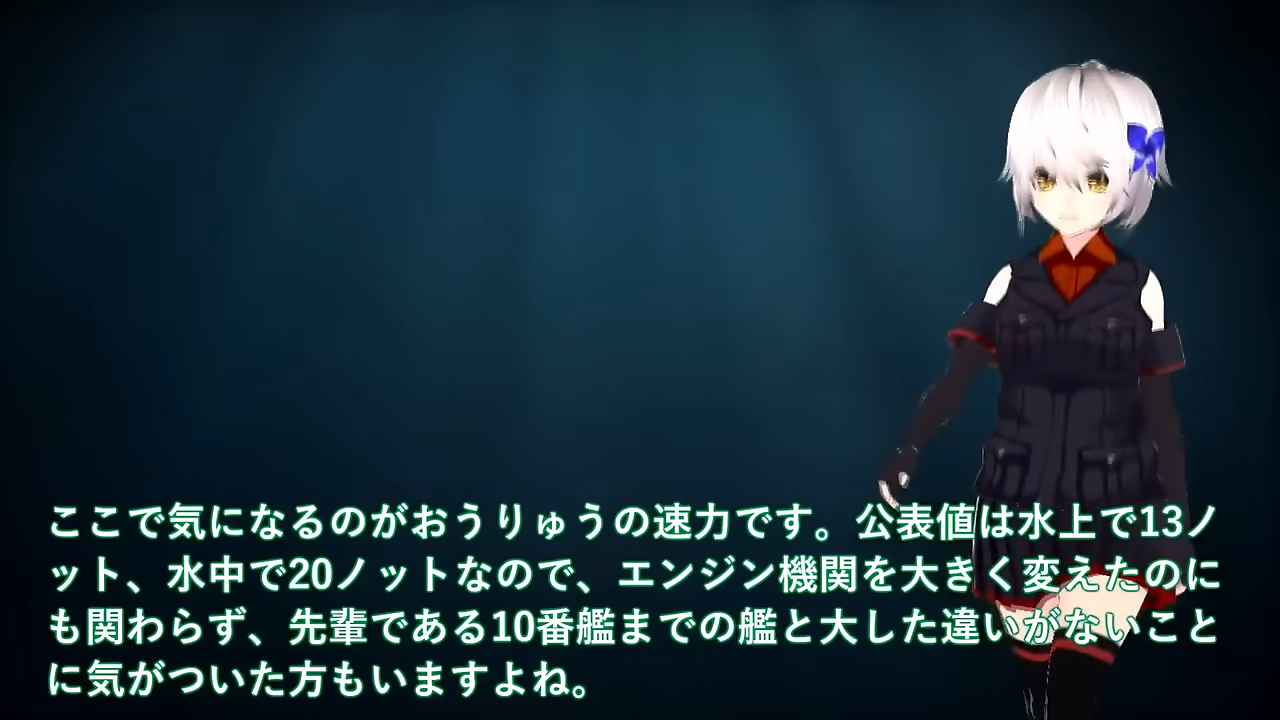 ここで気になるのがおうりゅうの速力です。公表値は水上で13ノ
ット、水中で20ノットなので、エンジン機関を大きく変えたのに
も関わらず、先輩である10番艦までの艦と大した違いがないこと
に気がついた方もいますよね。